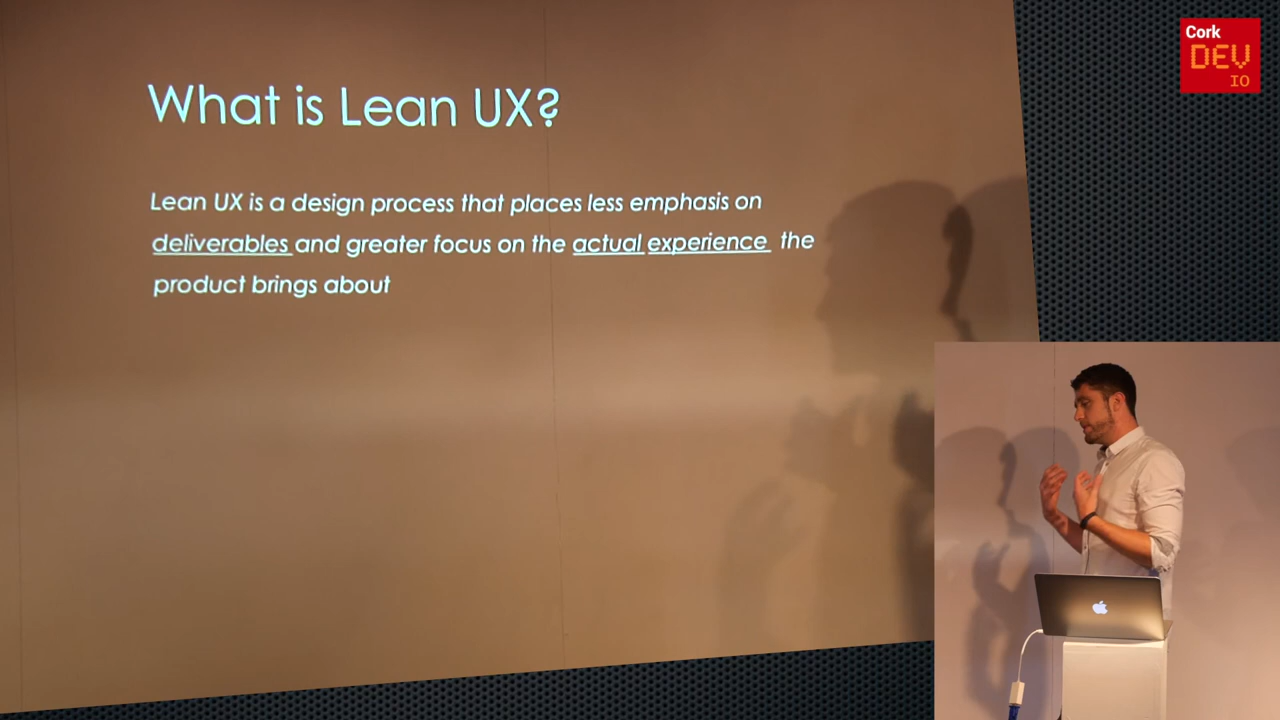 What is Lean UX?
Lean UX is a design process that places less emphasis on
deliverables and greater focus on the actual experience the
product brings about
Cork
DEV
IO